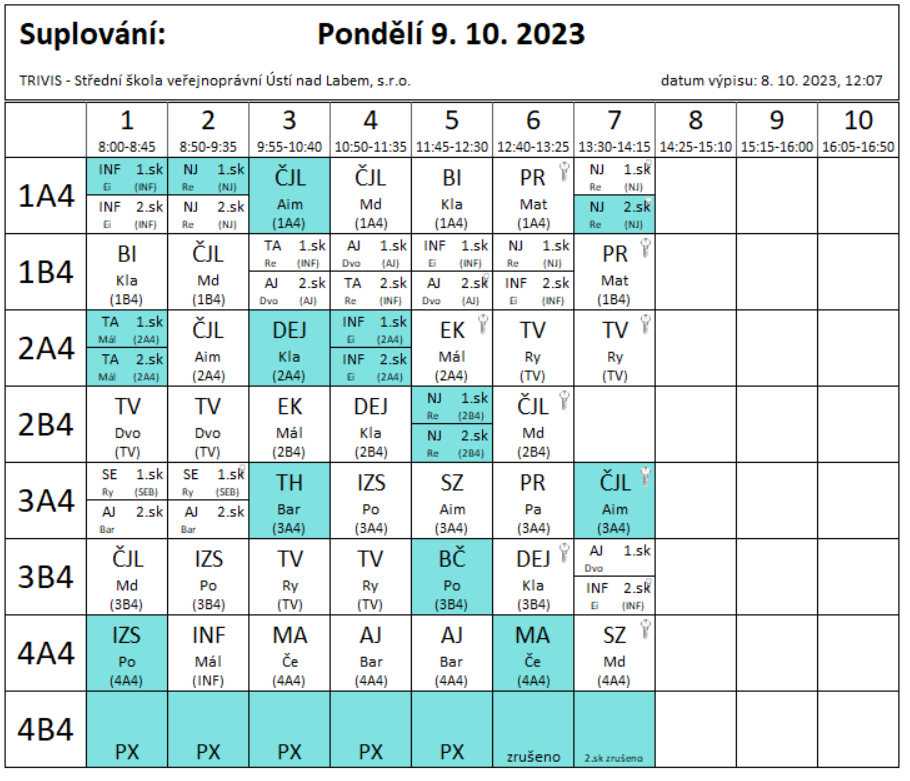 Suplování: Pondělí 9. 10. 2023
TRIVIS - Střední škola veřejnoprávní Ústí nad Labem, s.r.o. datum výpisu: 8. 10. 2023, 12:07
1 2 3 4 5 6 7 8 9 10
8:00-8:45 8:50-9:35 9:55-10:40 10:50-11:35 11:45-12:30 12:40-13:25 13:30-14:15 14:25-15:10 15:15-16:00 16:05-16:50
INF 1.sk NJ 1.sk ČJL ČJL BI PR NJ 1.sk
Ei (INF) Re (NJ) Re (NJ)
1A4 Aim Md Kla Mat
INF 2.sk NJ 2.sk NJ 2.sk
Ei (INF) Re (NJ) (1A4) (1A4) (1A4) (1A4) Re (NJ)
BI ČJL TA 1.sk AJ 1.sk INF 1.sk NJ 1.sk PR
Re (INF) Dvo (AJ) Ei (INF) Re (NJ)
1B4 Kla Md AJ 2.sk TA 2.sk AJ 2.sk INF 2.sk Mat
(1B4) (1B4) Dvo (AJ) Re (INF) Dvo (AJ) Ei (INF) (1B4)
TA 1.sk ČJL DEJ INF 1.sk EK TV TV
Mál (2A4) Ei (2A4)
2A4 TA 2.sk Aim Kla INF 2.sk Mál Ry Ry
Mál (2A4) (2A4) (2A4) Ei (2A4) (2A4) (TV) (TV)
TV TV EK DEJ NJ 1.sk ČJL
Re (2B4)
2B4 Dvo Dvo Mál Kla NJ 2.sk Md
(TV) (TV) (2B4) (2B4) Re (2B4) (2B4)
SE 1.sk SE 1.sk TH IZS SZ PR ČJL
Ry (SEB) Ry (SEB)
3A4 AJ 2.sk AJ 2.sk Bar Po Aim Pa Aim
Bar Bar (3A4) (3A4) (3A4) (3A4) (3A4)
ČJL IZS TV TV BČ DEJ AJ 1.sk
Dvo
3B4 Md Po Ry Ry Po Kla INF 2.sk
(3B4) (3B4) (TV) (TV) (3B4) (3B4) Ei (INF)
IZS INF MA AJ AJ MA SZ
4A4 Po Mál Če Bar Bar Če Md
(4A4) (INF) (4A4) (4A4) (4A4) (4A4) (4A4)
4B4 PX PX PX PX PX zrušeno 2.sk zrušeno